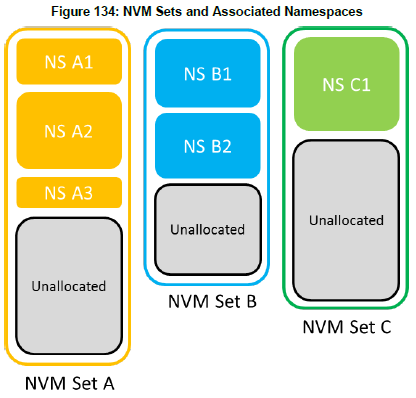 Figure 134: NVM Sets and Associated Namespaces
NS A1
NS A2
NS A3
Unallocated
NVM Set A
NS B1
NS B2
Unallocated
NVM Set B
NS C1
Unallocated
NVM Set C